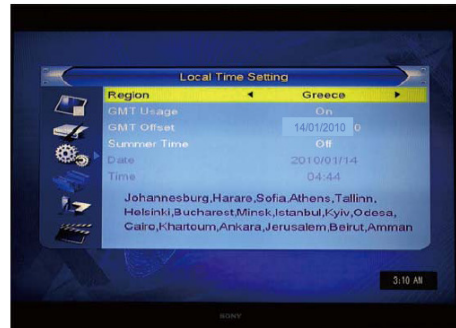 Local Time Setting
Region Greece
GMT Usage On
GMT Offset 14/01/2010 0
Summer Time Off
Date 2010/01/14
Time 04:44
Johannesburg,Harare,Sofia,Athens,Tallinn,
Helsinki,Bucharest,Minsk,Istanbul,Kyiv,Odesa,
Cairo,Khartoum,Ankara,Jerusalem,Beirut,Amman
3:10 AM
SONY